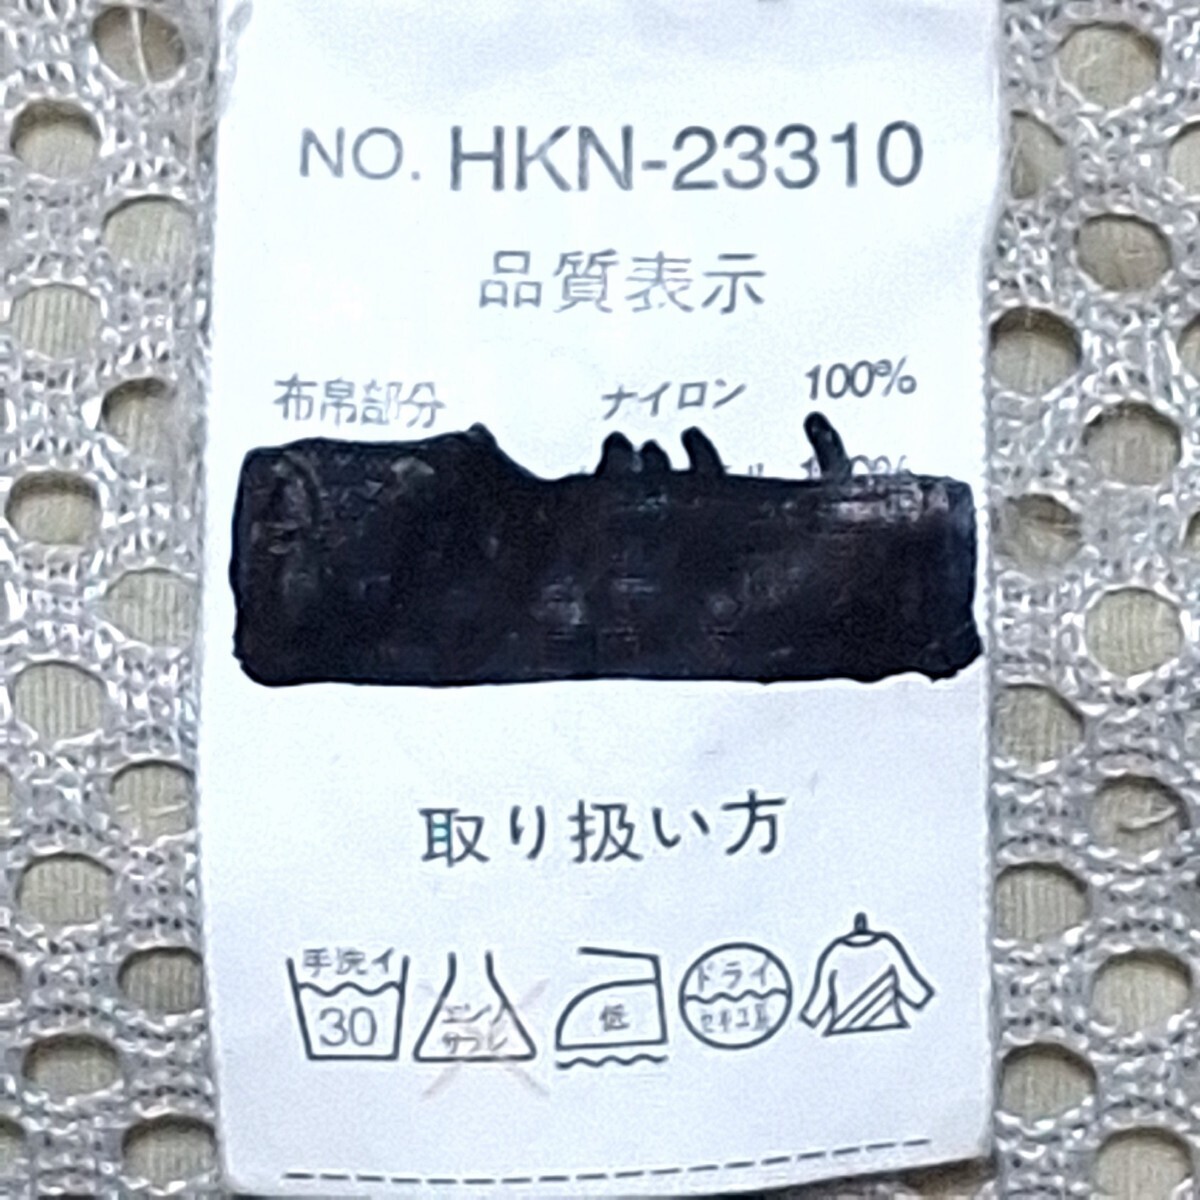 NO. HKN-23310
品質表示
布帛部分 ナイロン 100%
取り扱い方
手洗イ 30 エンソ サラシ 低 ドライ セキユ系